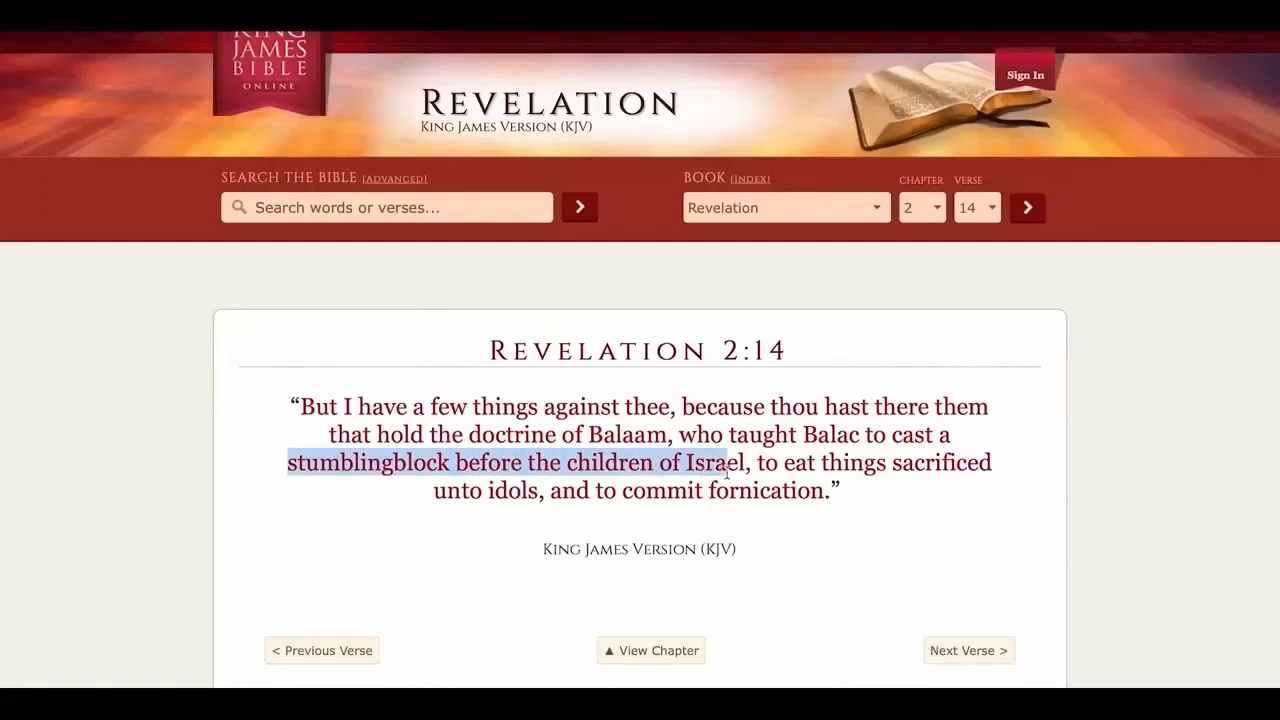 KING
JAMES
BIBLE
ONLINE
Sign In
REVELATION
KING JAMES VERSION (KJV)
SEARCH THE BIBLE (ADVANCED)
BOOK (INDEX)
CHAPTER VERSE
Search words or verses...
Revelation
2
14
REVELATION 2:14
“But I have a few things against thee, because thou hast there them
that hold the doctrine of Balaam, who taught Balac to cast a
stumblingblock before the children of Israel, to eat things sacrificed
unto idols, and to commit fornication.”
KING JAMES VERSION (KJV)
< Previous Verse
▲ View Chapter
Next Verse >